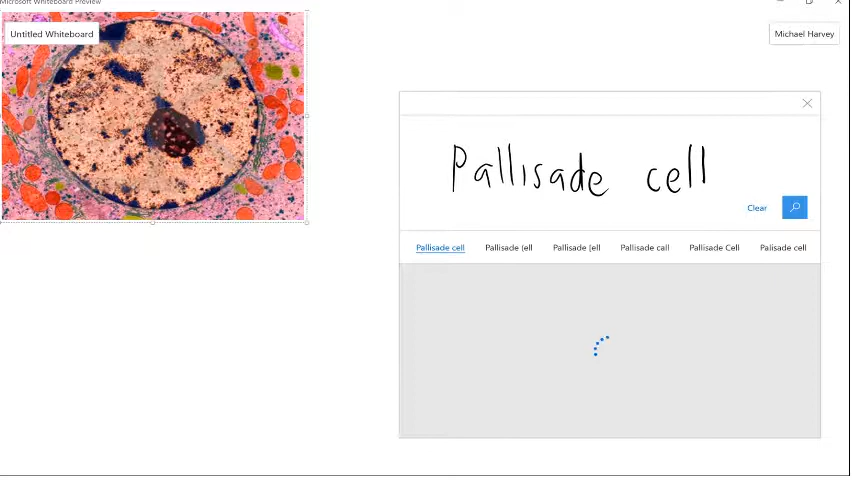 Microsoft Whiteboard Preview
Untitled Whiteboard
Michael Harvey
Pallisade cell
Clear
Pallisade cell Pallisade (ell Pallisade [ell Pallisade call Pallisade Cell Palisade cell